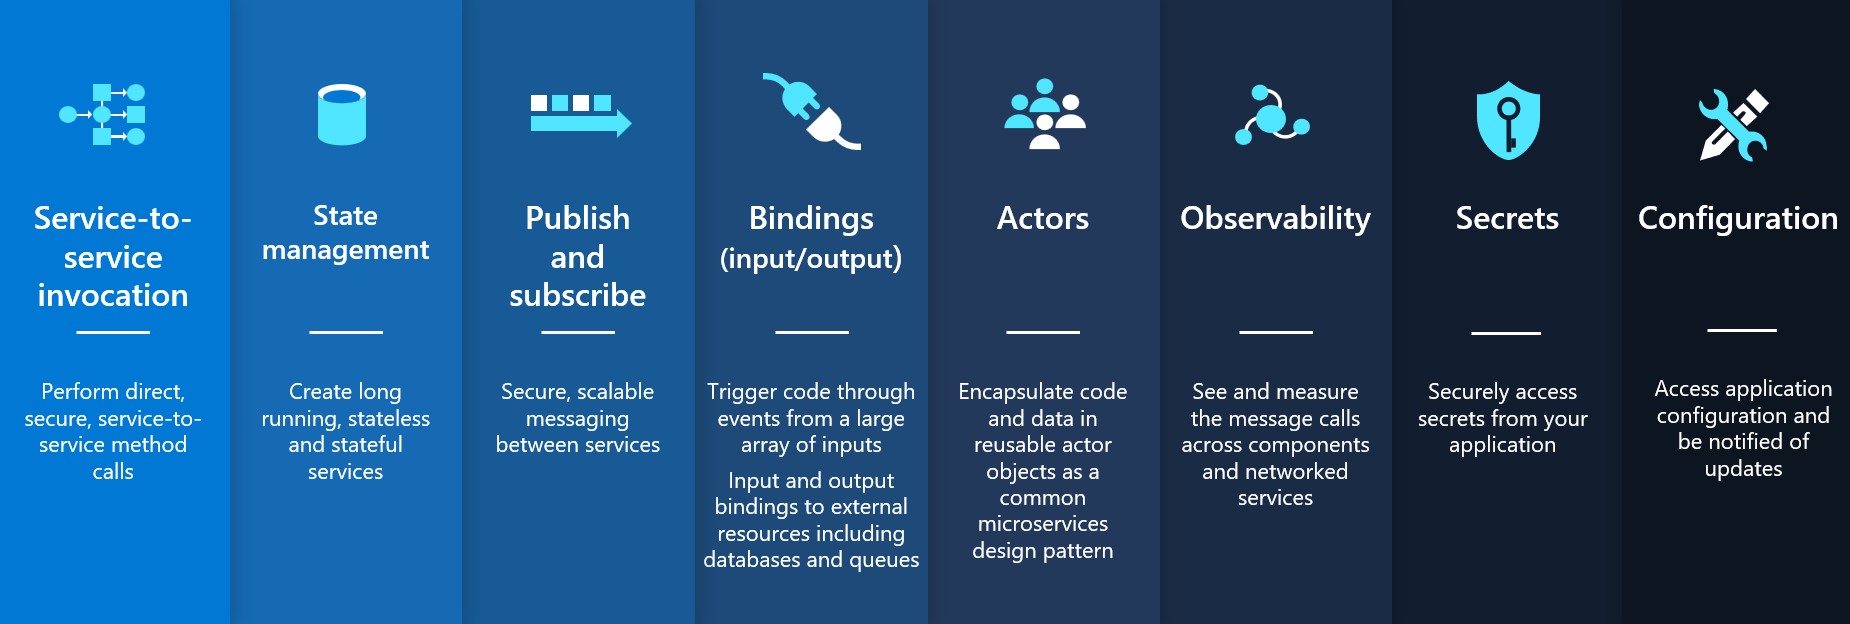 Service-to-
service
invocation
Perform direct,
secure, service-to-
service method
calls
State
management
Create long
running, stateless
and stateful
services
Publish
and
subscribe
Secure, scalable
messaging
between services
Bindings
(input/output)
Trigger code through
events from a large
array of inputs
Input and output
bindings to external
resources including
databases and queues
Actors
Encapsulate code
and data in
reusable actor
objects as a
common
microservices
design pattern
Observability
See and measure
the message calls
across components
and networked
services
Secrets
Securely access
secrets from your
application
Configuration
Access application
configuration and
be notified of
updates